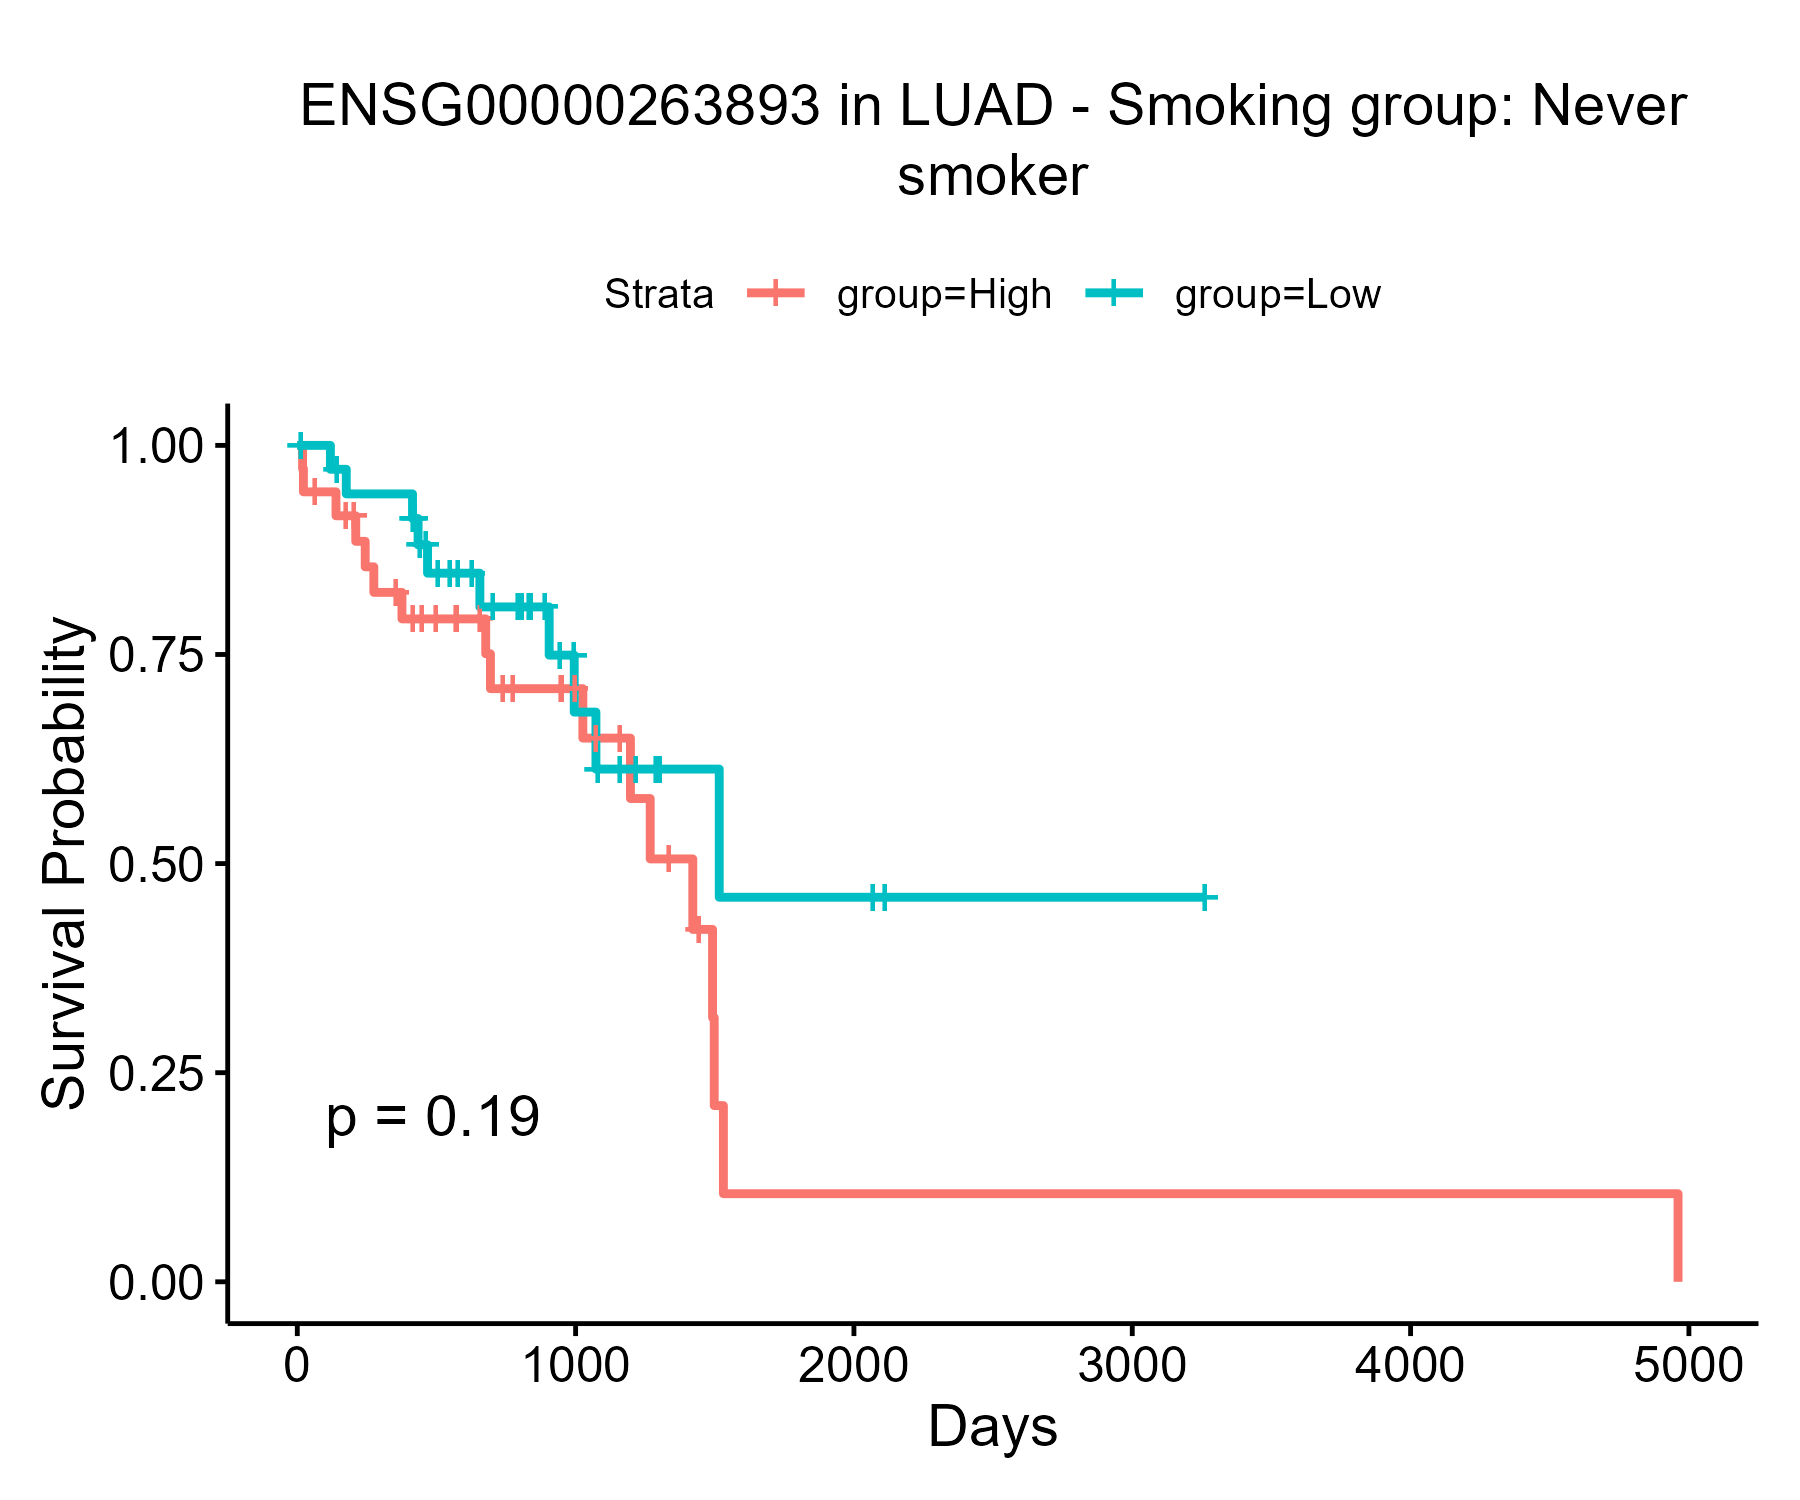 ENSG00000263893 in LUAD - Smoking group: Never
smoker
Strata group=High group=Low
Survival Probability
1.00
0.75
0.50
0.25
0.00
p = 0.19
0 1000 2000 3000 4000 5000
Days